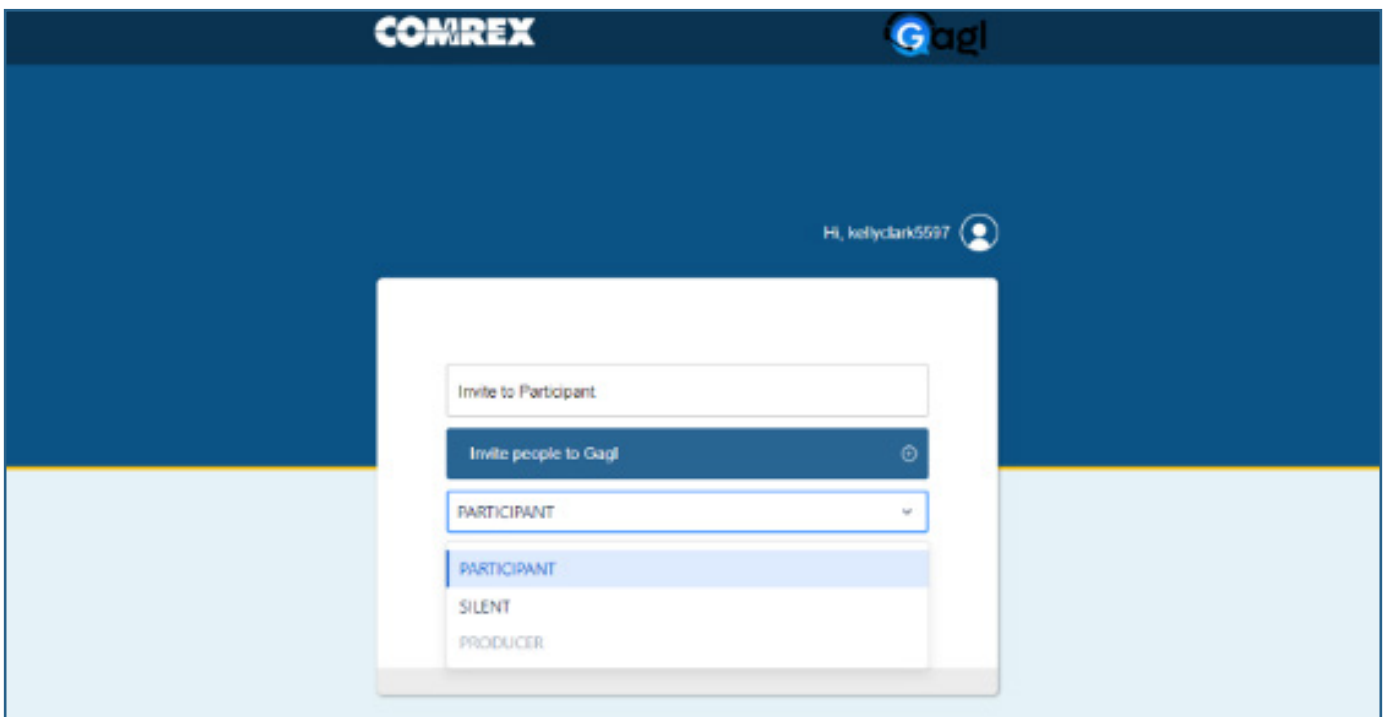 COMREX
Gagl
Hi, kellyclark5597
Invite to Participant
Invite people to Gagl
PARTICIPANT
PARTICIPANT
SILENT
PRODUCER